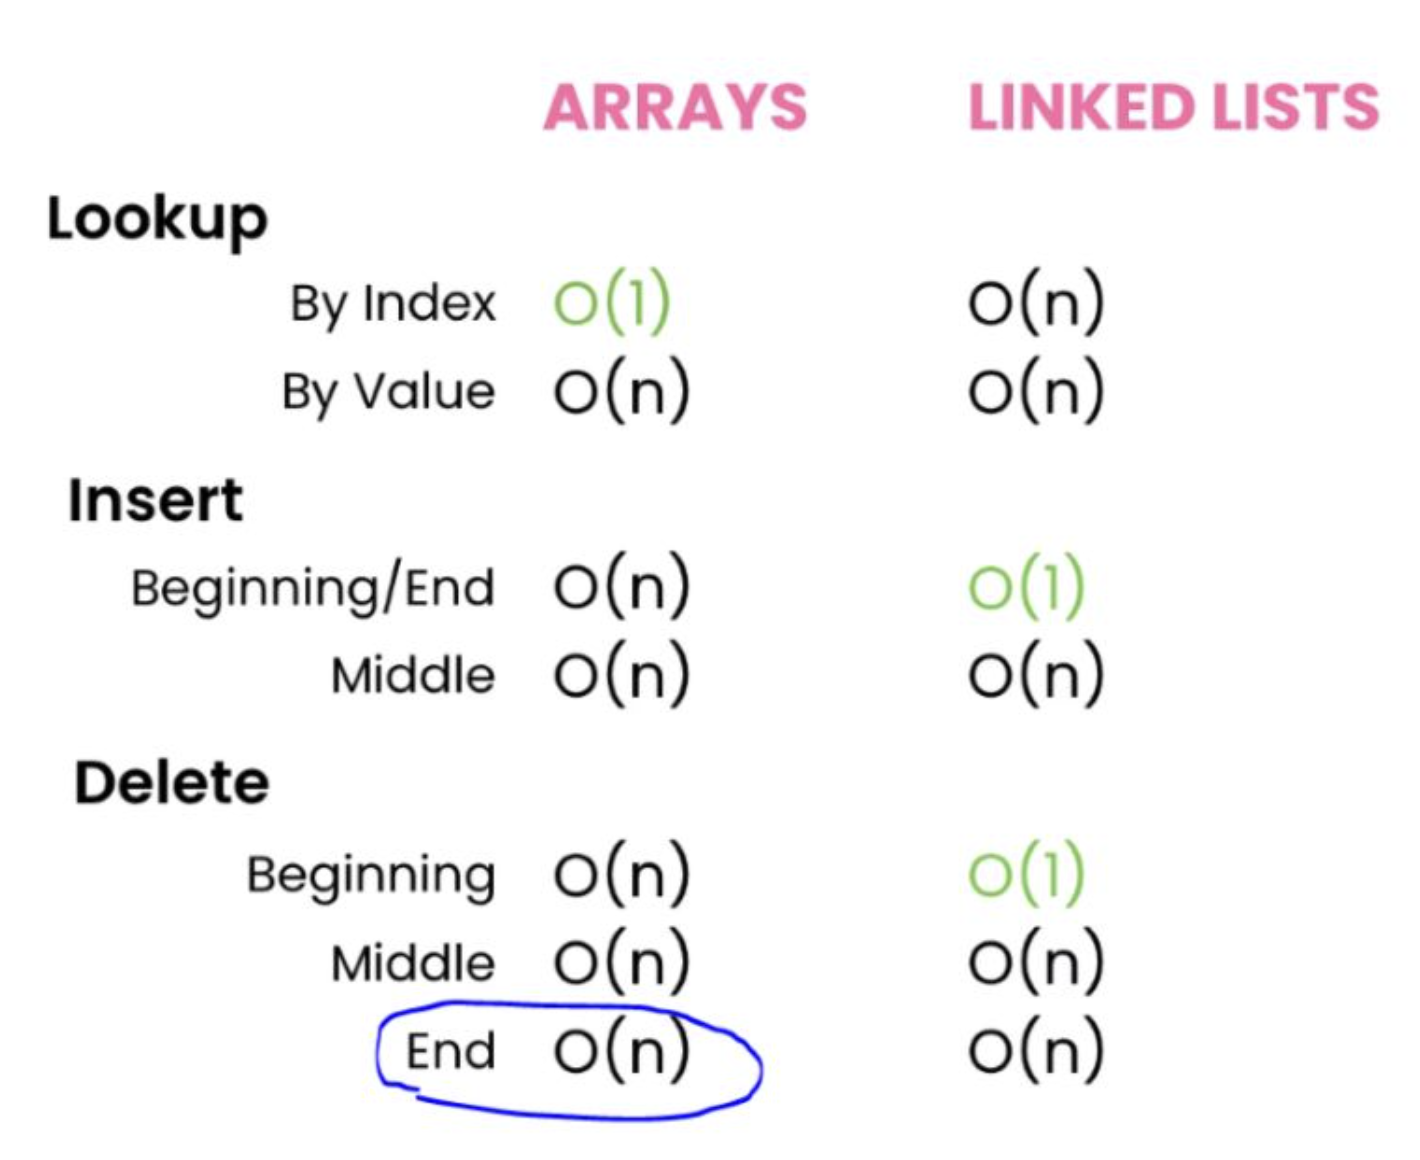 ARRAYS LINKED LISTS
Lookup
By Index O(1) O(n)
By Value O(n) O(n)
Insert
Beginning/End O(n) O(1)
Middle O(n) O(n)
Delete
Beginning O(n) O(1)
Middle O(n) O(n)
End O(n) O(n)